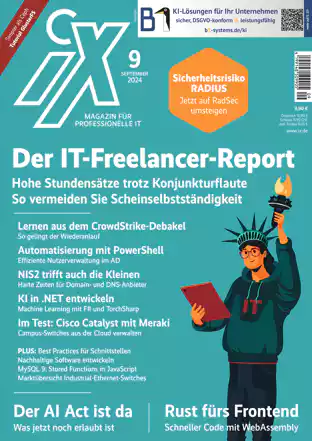 KI-Lösungen für Ihr Unternehmen
sicher, DSGVO-konform & leistungsfähig
b1-systems.de/ki
iX
MAGAZIN FÜR
PROFESSIONELLE IT
9
SEPTEMBER
2024
Sicherheitsrisiko
RADIUS
Jetzt auf RadSec
umsteigen
Der IT-Freelancer-Report
Hohe Stundensätze trotz Konjunkturflaute
So vermeiden Sie Scheinselbstständigkeit
Lernen aus dem CrowdStrike-Debakel
So gelingt der Wiederanlauf
Automatisierung mit PowerShell
Effiziente Nutzerverwaltung im AD
NIS2 trifft auch die Kleinen
Harte Zeiten für Domain- und DNS-Anbieter
KI in .NET entwickeln
Machine Learning mit F# und TorchSharp
Im Test: Cisco Catalyst mit Meraki
Campus-Switches aus der Cloud verwalten
PLUS: Best Practices für Schnittstellen
Nachhaltige Software entwickeln
MySQL 9: Stored Functions in JavaScript
Marktübersicht Industrial-Ethernet-Switches
Der AI Act ist da
Was jetzt noch erlaubt ist
Rust fürs Frontend
Schneller Code mit WebAssembly